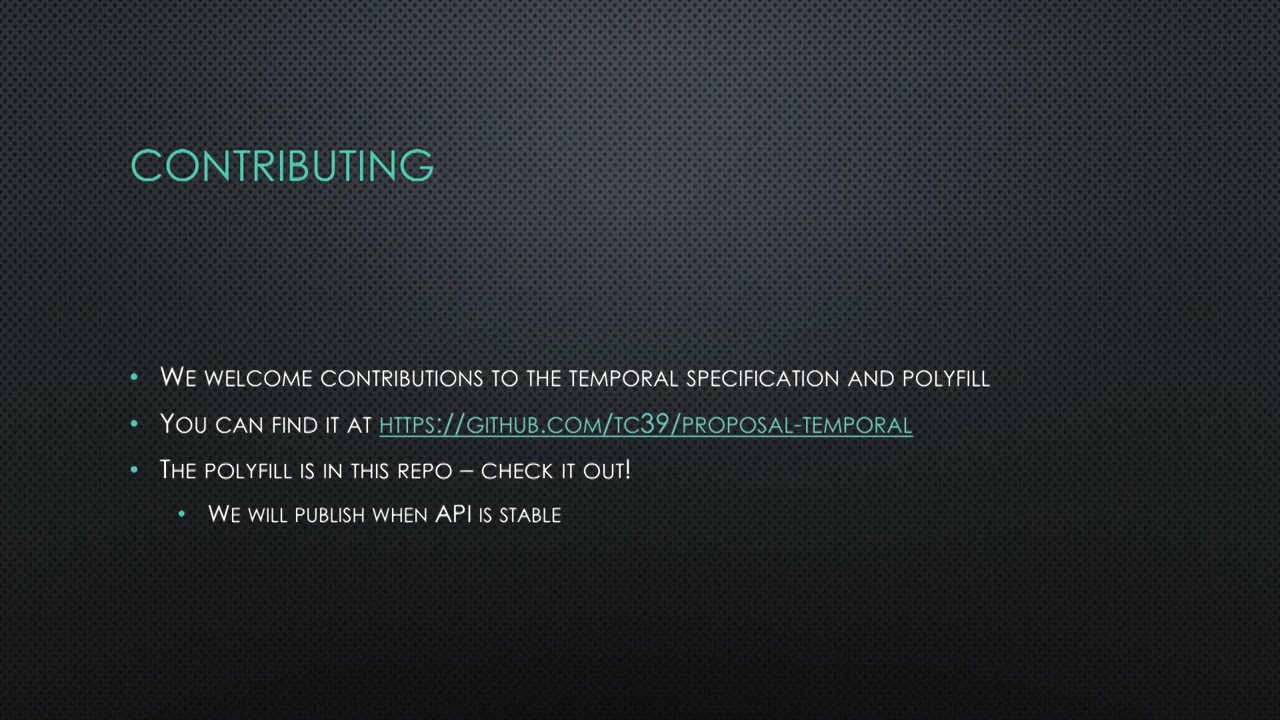 CONTRIBUTING
• WE WELCOME CONTRIBUTIONS TO THE TEMPORAL SPECIFICATION AND POLYFILL
• YOU CAN FIND IT AT HTTPS://GITHUB.COM/TC39/PROPOSAL-TEMPORAL
• THE POLYFILL IS IN THIS REPO – CHECK IT OUT!
• WE WILL PUBLISH WHEN API IS STABLE